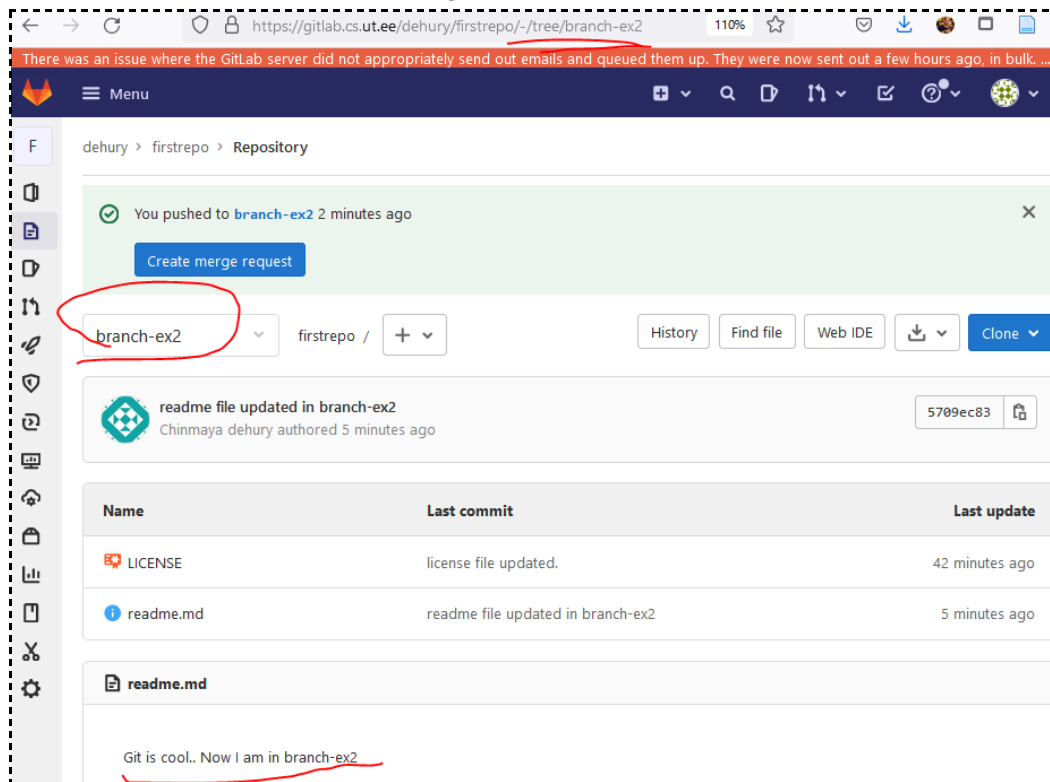 https://gitlab.cs.ut.ee/dehury/firstrepo/-/tree/branch-ex2 110%
There was an issue where the GitLab server did not appropriately send out emails and queued them up. They were now sent out a few hours ago, in bulk. ...
Menu
F
dehury > firstrepo > Repository
You pushed to branch-ex2 2 minutes ago
Create merge request
branch-ex2 firstrepo / + History Find file Web IDE Clone
readme file updated in branch-ex2
Chinmaya dehury authored 5 minutes ago
5709ec83
Name Last commit Last update
LICENSE license file updated. 42 minutes ago
readme.md readme file updated in branch-ex2 5 minutes ago
readme.md
Git is cool.. Now I am in branch-ex2